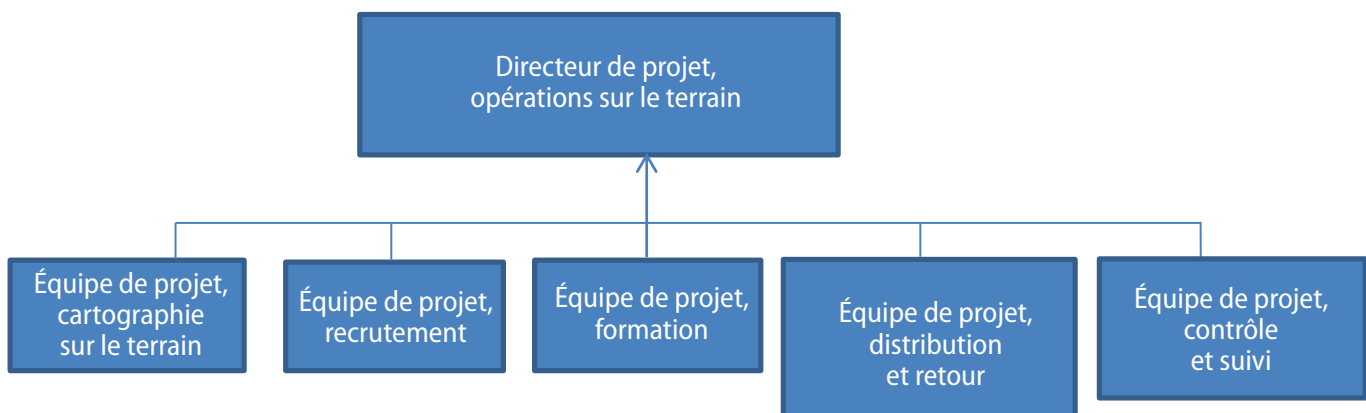 Directeur de projet,
opérations sur le terrain
Équipe de projet,
cartographie
sur le terrain
Équipe de projet,
recrutement
Équipe de projet,
formation
Équipe de projet,
distribution
et retour
Équipe de projet,
contrôle
et suivi